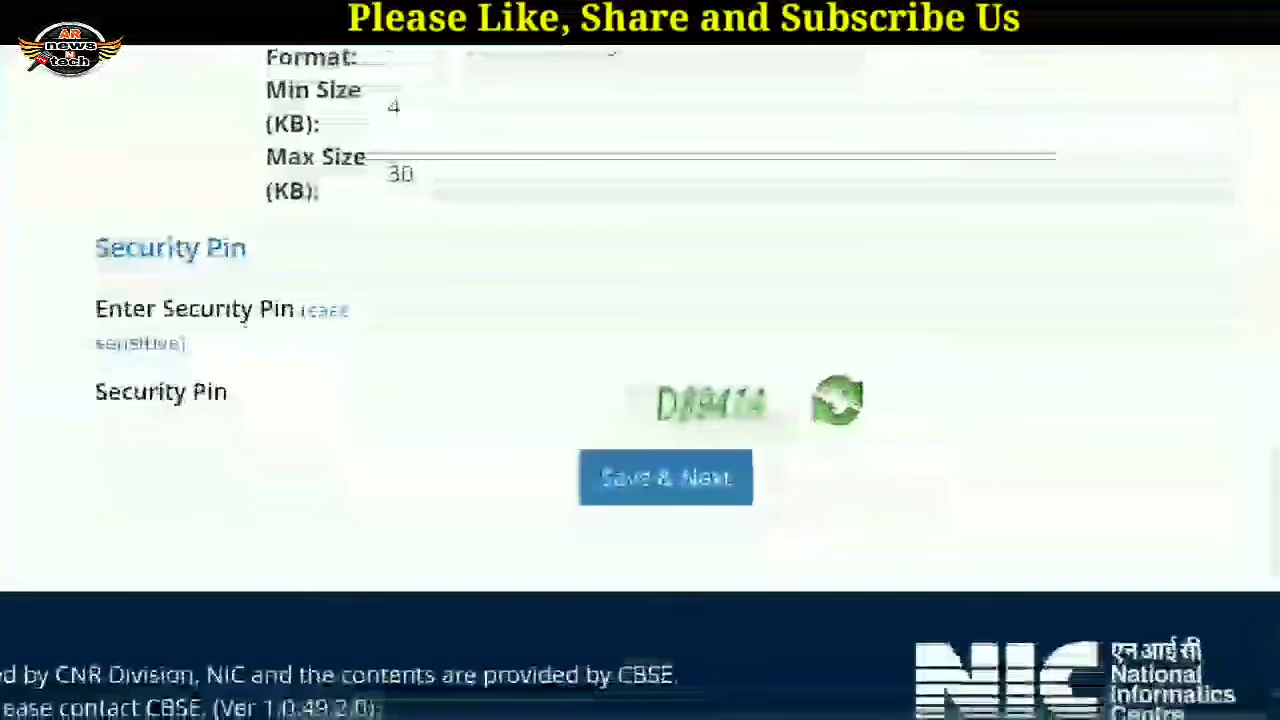 Please Like, Share and Subscribe Us
AR
news
N
tech
Format:
Min Size
(KB):
4
Max Size
(KB):
30
Security Pin
Enter Security Pin (case
sensitive)
Security Pin
Save & Next
ed by CNR Division, NIC and the contents are provided by CBSE.
ease contact CBSE. (Ver 1.0.49.2.0).
NIC
एन आई सी
National
Informatics
Centre